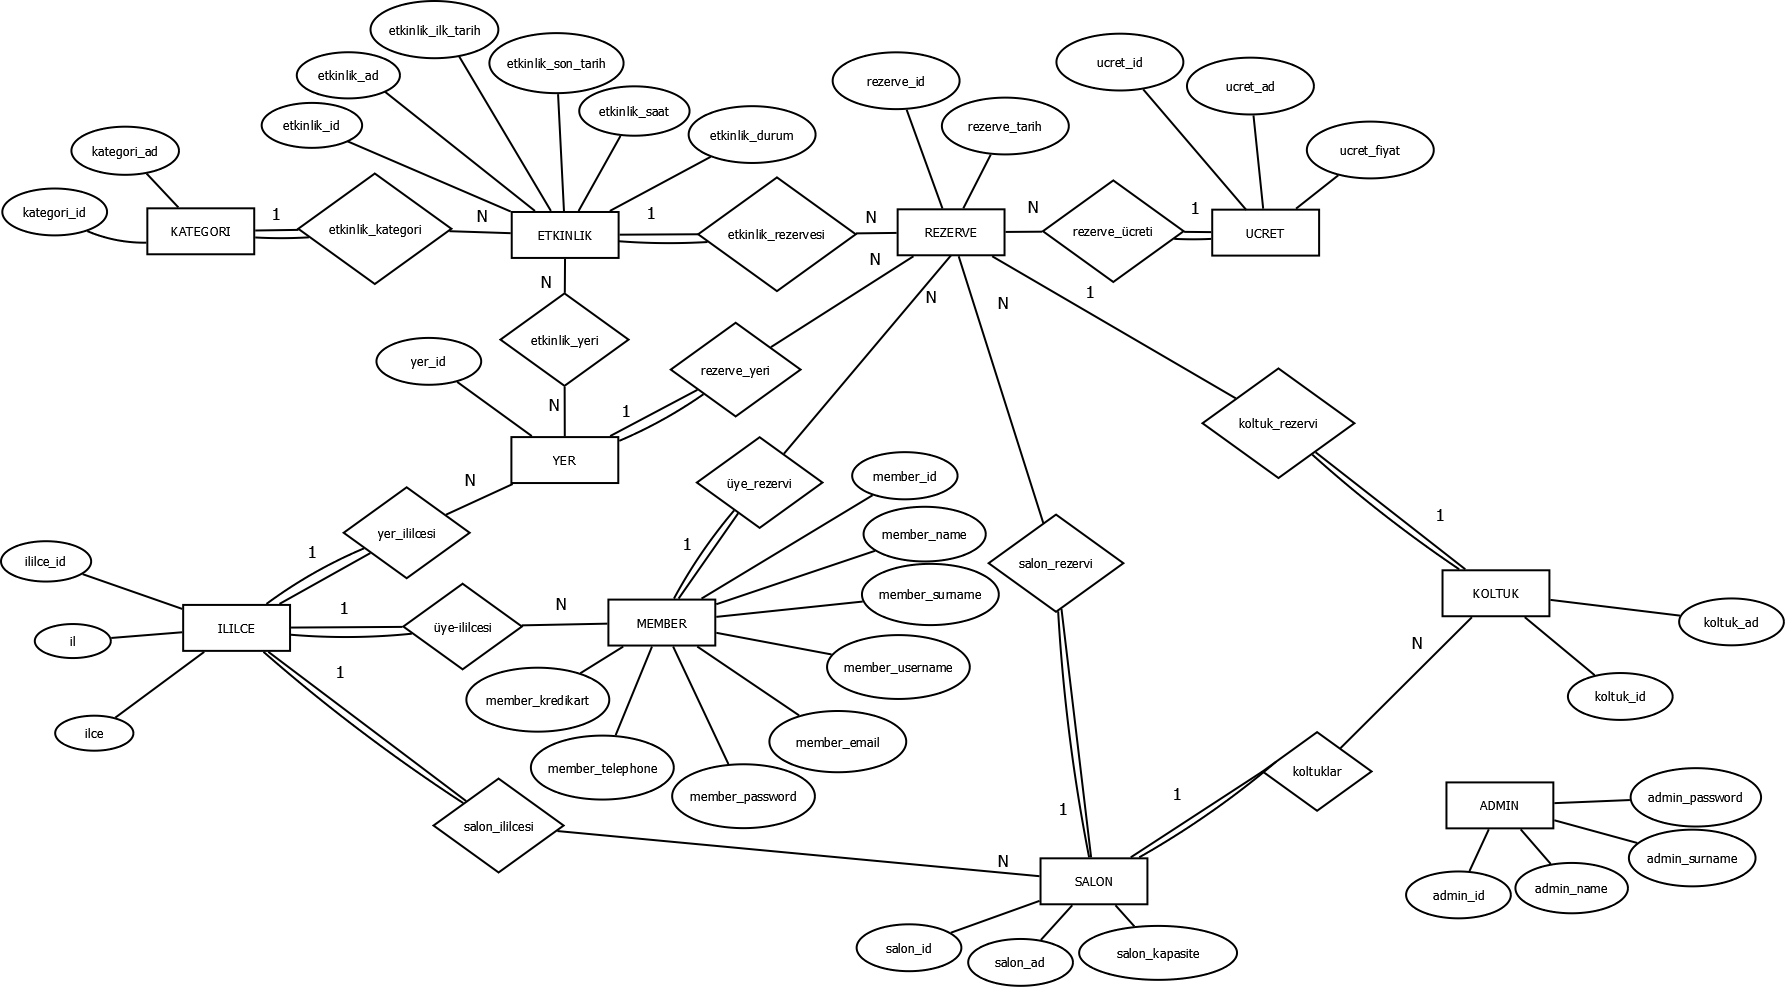 etkinlik_ilk_tarih
etkinlik_son_tarih
etkinlik_ad
etkinlik_saat
etkinlik_id
etkinlik_durum
kategori_ad
kategori_id
rezerve_id
rezerve_tarih
ucret_id
ucret_ad
ucret_fiyat
KATEGORI
1
etkinlik_kategori
N
ETKINLIK
1
etkinlik_rezervesi
N
REZERVE
N
rezerve_ücreti
1
UCRET
N
N
N
N
1
etkinlik_yeri
yer_id
rezerve_yeri
N
1
koltuk_rezervi
YER
N
üye_rezervi
member_id
yer_ililcesi
1
1
1
member_name
ililce_id
salon_rezervi
member_surname
KOLTUK
1
N
ILILCE
üye-ililcesi
MEMBER
koltuk_ad
il
1
N
member_username
koltuk_id
member_kredikart
ilce
member_email
member_telephone
koltuklar
member_password
1
1
ADMIN
admin_password
salon_ililcesi
N
admin_surname
SALON
admin_id
admin_name
salon_id
salon_ad
salon_kapasite